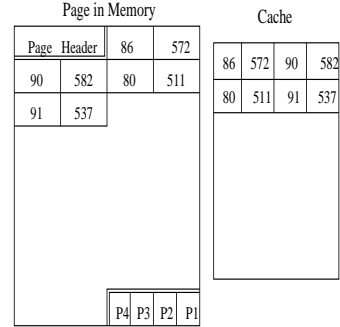 Page in Memory
Cache
Page Header 86 572
90 582 80 511
91 537
86 572 90 582
80 511 91 537
P4 P3 P2 P1